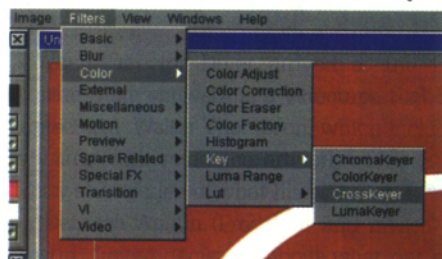 Image Filters View Windows Help
Un
Basic
Blur
Color
External
Miscellaneous
Motion
Preview
Spare Related
Special FX
Transition
VI
Video
Color Adjust
Color Correction
Color Eraser
Color Factory
Histogram
Key
Luma Range
Lut
ChromaKeyer
ColorKeyer
CrossKeyer
LumaKeyer